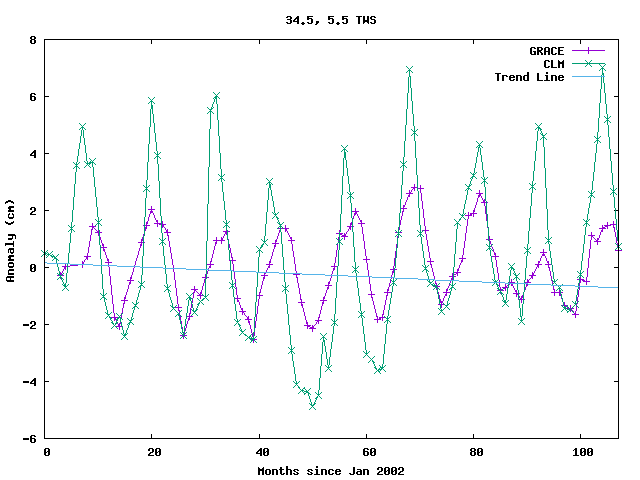 34.5, 5.5 TWS
GRACE
CLM
Trend Line
8
6
4
2
0
-2
-4
-6
Anomaly (cm)
0 20 40 60 80 100
Months since Jan 2002